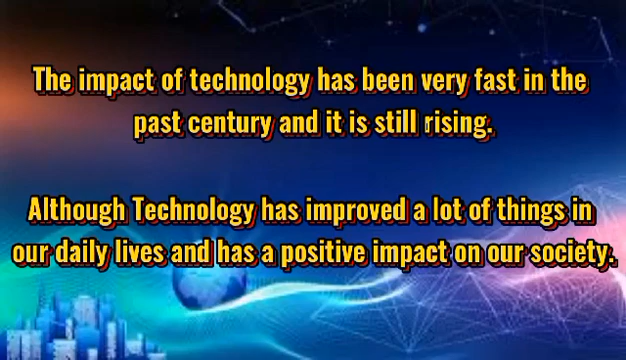 The impact of technology has been very fast in the
past century and it is still rising.
Although Technology has improved a lot of things in
our daily lives and has a positive impact on our society.